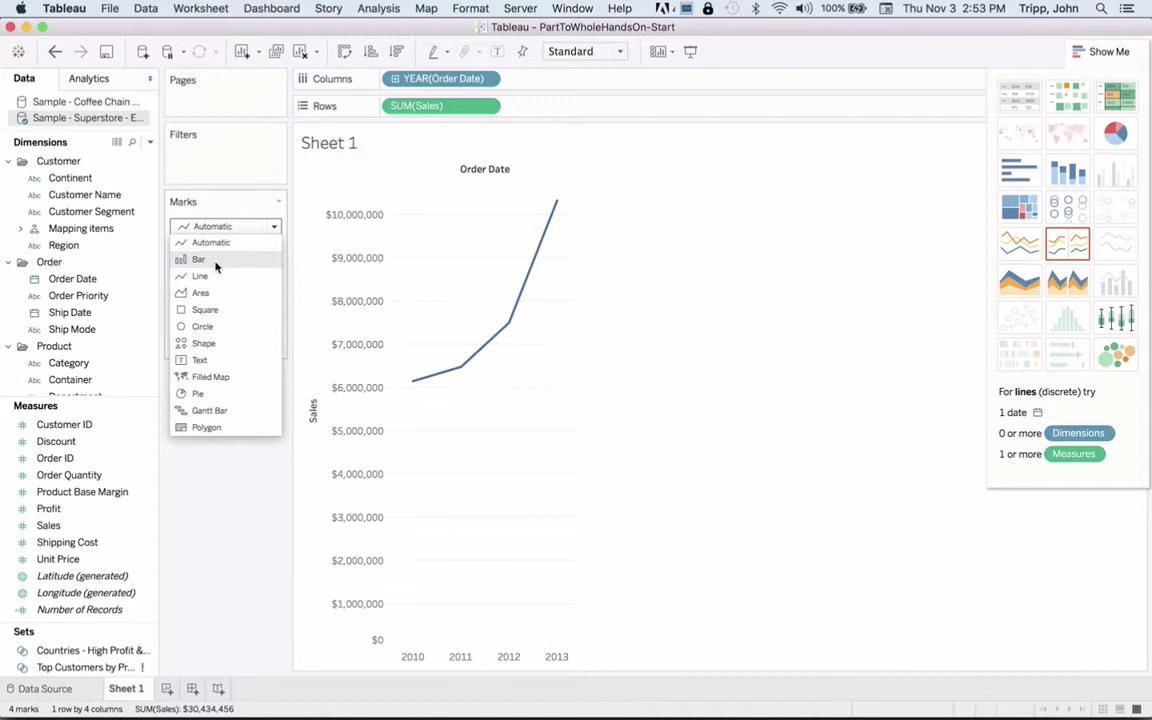 Tableau File Data Worksheet Dashboard Story Analysis Map Format Server Window Help 100% Thu Nov 3 2:53 PM Tripp, John
Tableau - PartToWholeHandsOn-Start
Standard
Show Me
Data Analytics
Sample - Coffee Chain ...
Sample - Superstore - E...
Dimensions
Customer
Abc Continent
Abc Customer Name
Abc Customer Segment
Mapping items
Abc Region
Order
Order Date
Abc Order Priority
Ship Date
Abc Ship Mode
Product
Abc Category
Abc Container
Measures
Customer ID
Discount
Order ID
Order Quantity
Product Base Margin
Profit
Sales
Shipping Cost
Unit Price
Latitude (generated)
Longitude (generated)
Number of Records
Sets
Countries - High Profit &...
Top Customers by Pr... !
Pages
Filters
Marks
Automatic
Automatic
Bar
Line
Area
Square
Circle
Shape
Text
Filled Map
Pie
Gantt Bar
Polygon
Columns
YEAR(Order Date)
Rows
SUM(Sales)
Sheet 1
Order Date
$10,000,000
$9,000,000
$8,000,000
$7,000,000
$6,000,000
$5,000,000
$4,000,000
$3,000,000
$2,000,000
$1,000,000
$0
Sales
2010 2011 2012 2013
For lines (discrete) try
1 date
0 or more Dimensions
1 or more Measures
Data Source Sheet 1
4 marks 1 row by 4 columns SUM(Sales): $30,434,456